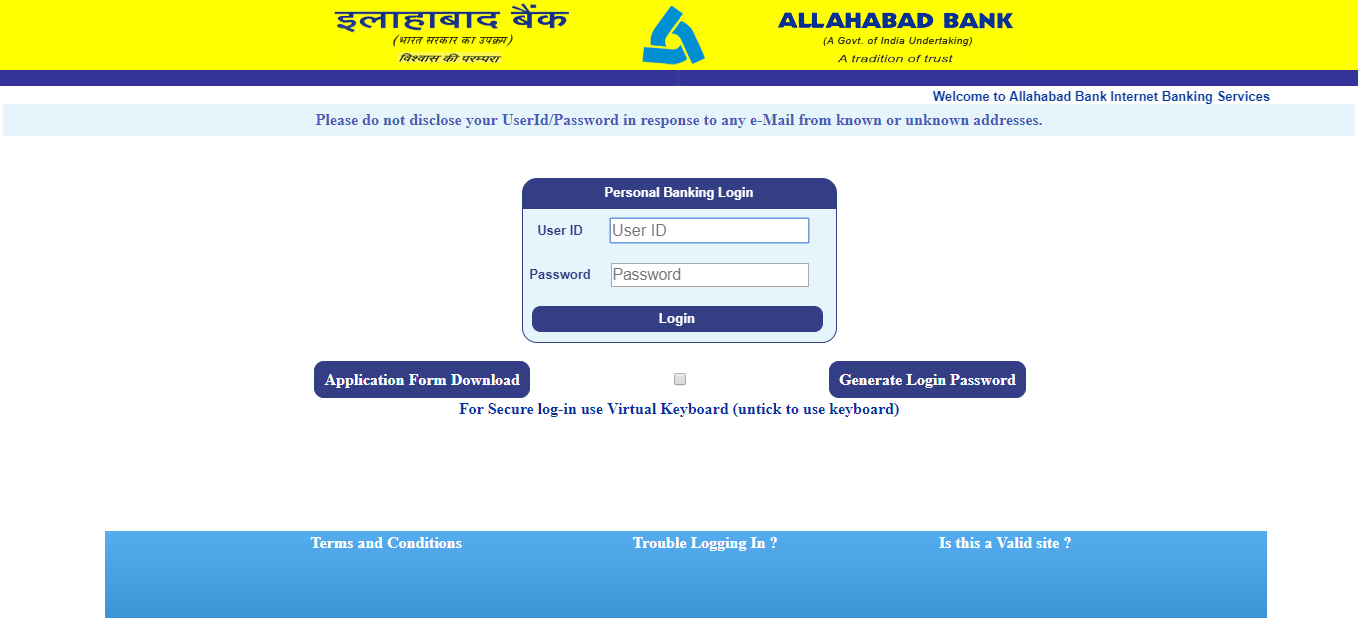 इलाहाबाद बैंक
(भारत सरकार का उपक्रम)
विश्वास की परम्परा
ALLAHABAD BANK
(A Govt. of India Undertaking)
A tradition of trust
Welcome to Allahabad Bank Internet Banking Services
Please do not disclose your UserId/Password in response to any e-Mail from known or unknown addresses.
Personal Banking Login
User ID User ID
Password Password
Login
Application Form Download Generate Login Password
For Secure log-in use Virtual Keyboard (untick to use keyboard)
Terms and Conditions Trouble Logging In ? Is this a Valid site ?